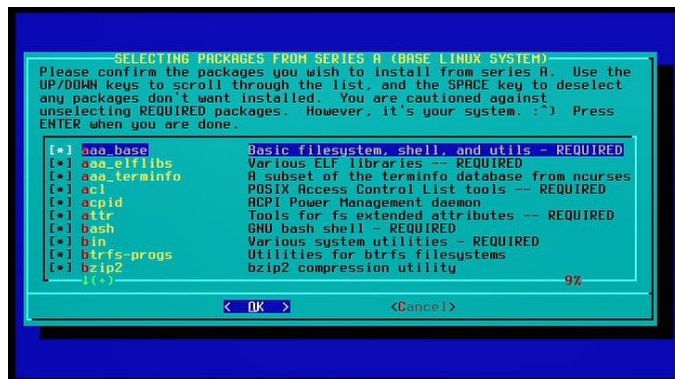 SELECTING PACKAGES FROM SERIES A (BASE LINUX SYSTEM)
Please confirm the packages you wish to install from series A. Use the
UP/DOWN keys to scroll through the list, and the SPACE key to deselect
any packages don't want installed. You are cautioned against
unselecting REQUIRED packages. However, it's your system. :^) Press
ENTER when you are done.
[*] aaa_base Basic filesystem, shell, and utils - REQUIRED
[*] aaa_elflibs Various ELF libraries -- REQUIRED
[*] aaa_terminfo A subset of the terminfo database from ncurses
[*] acl POSIX Access Control List tools -- REQUIRED
[*] acpid ACPI Power Management daemon
[*] attr Tools for fs extended attributes -- REQUIRED
[*] bash GNU bash shell - REQUIRED
[*] bin Various system utilities - REQUIRED
[*] btrfs-progs Utilities for btrfs filesystems
[*] bzip2 bzip2 compression utility
↓(+) 9%
< OK > <Cancel>